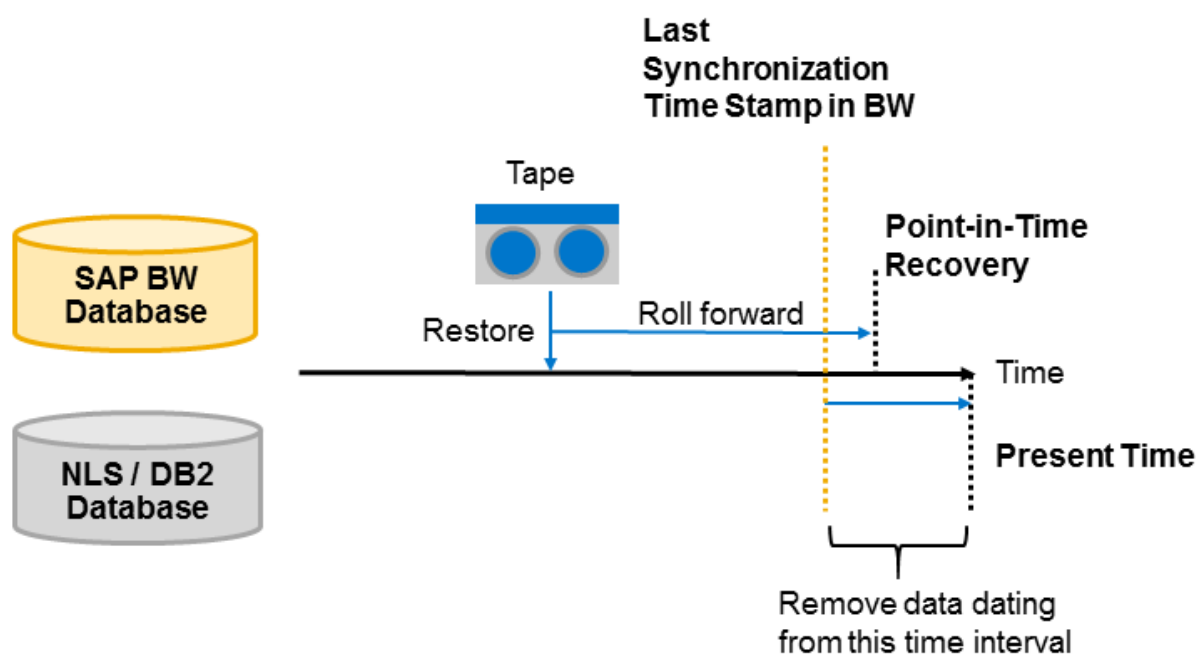 Last
Synchronization
Time Stamp in BW
Tape
Point-in-Time
Recovery
SAP BW
Database
Roll forward
Restore
Time
NLS / DB2
Database
Present Time
Remove data dating
from this time interval